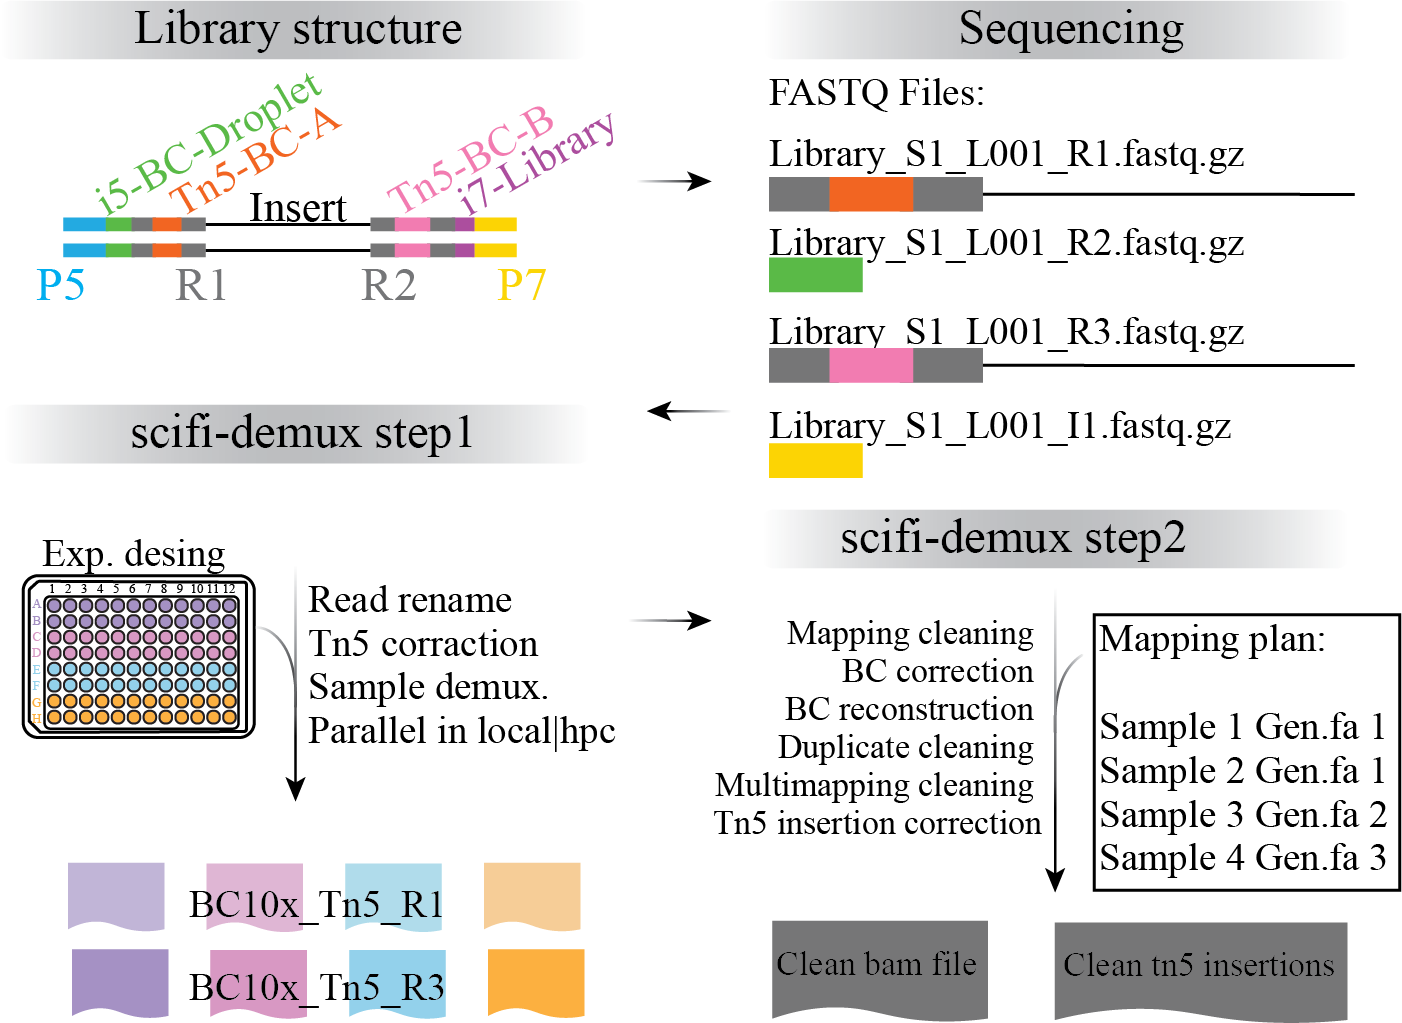 Library structure
i5-BC-Droplet
Tn5-BC-A
Insert
Tn5-BC-B
i7-Library
P5
R1
R2
P7
Sequencing
FASTQ Files:
Library_S1_L001_R1.fastq.gz
Library_S1_L001_R2.fastq.gz
Library_S1_L001_R3.fastq.gz
Library_S1_L001_I1.fastq.gz
scifi-demux step1
Exp. desing
1 2 3 4 5 6 7 8 9 10 11 12
A
B
C
D
E
F
G
H
Read rename
Tn5 corraction
Sample demux.
Parallel in local|hpc
BC10x_Tn5_R1
BC10x_Tn5_R3
scifi-demux step2
Mapping cleaning
BC correction
BC reconstruction
Duplicate cleaning
Multimapping cleaning
Tn5 insertion correction
Mapping plan:
Sample 1 Gen.fa 1
Sample 2 Gen.fa 1
Sample 3 Gen.fa 2
Sample 4 Gen.fa 3
Clean bam file
Clean tn5 insertions